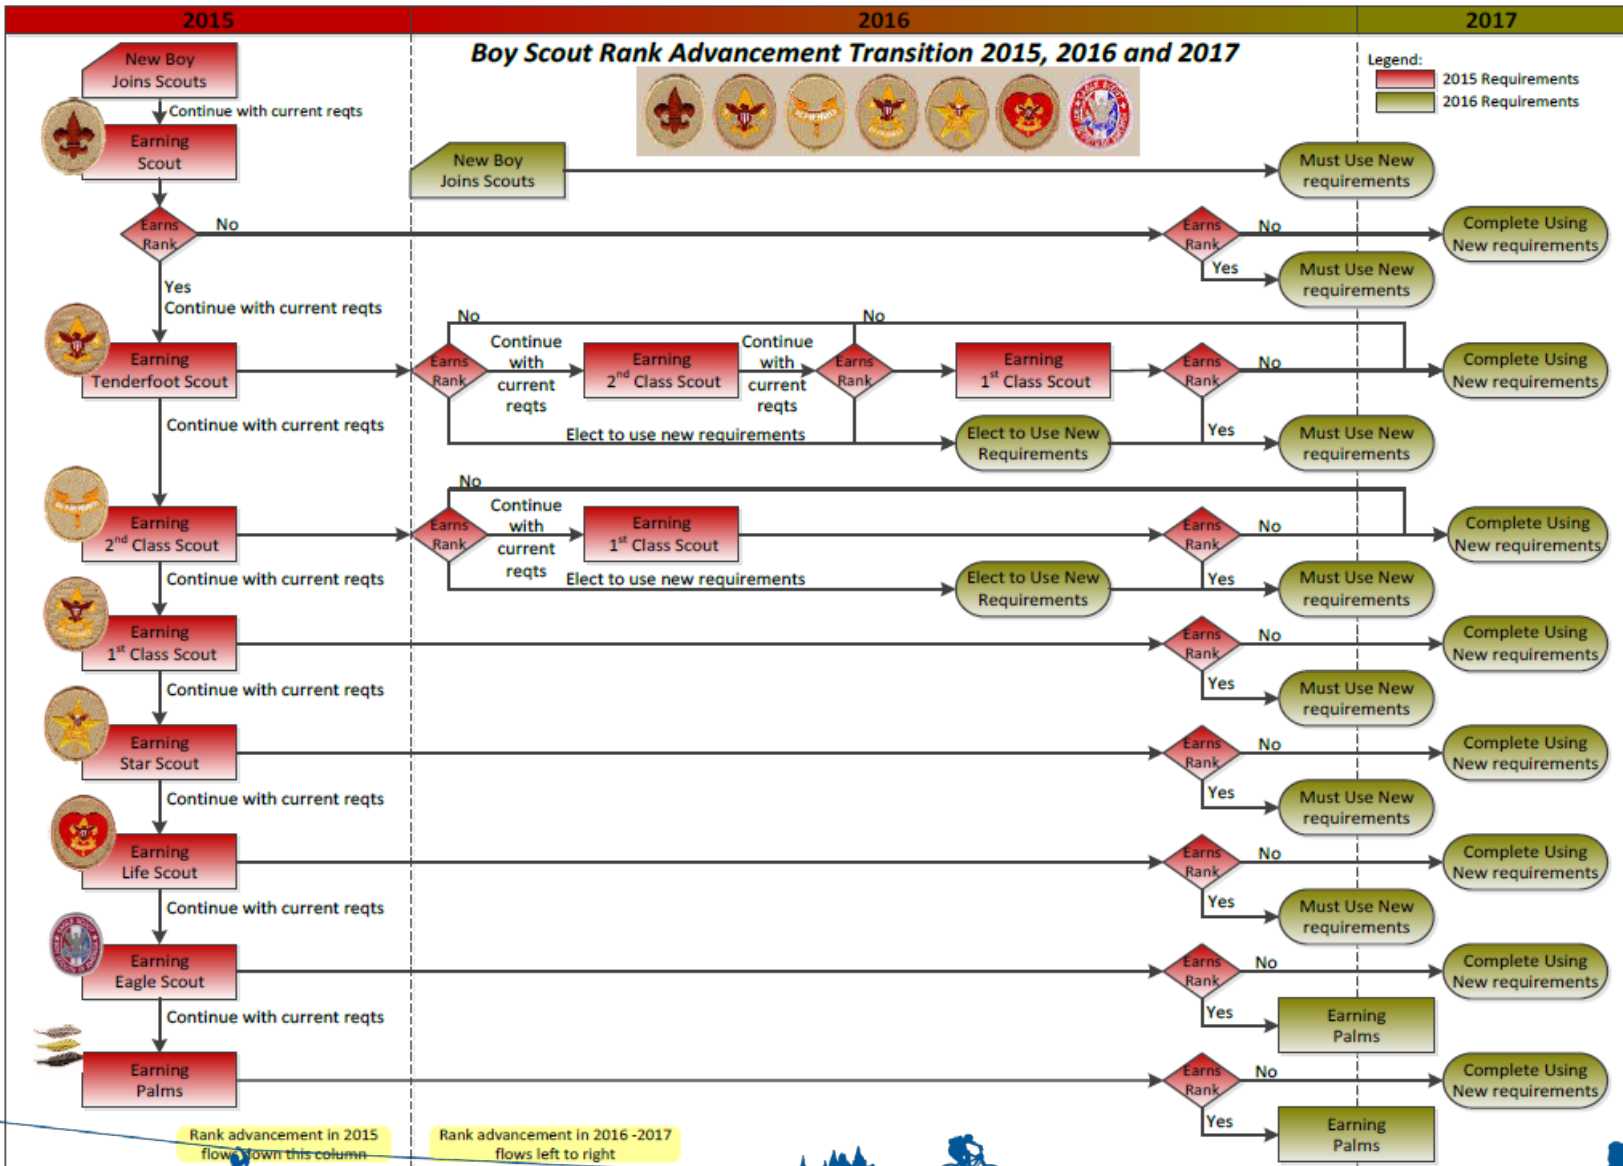 2015
2016
2017
Boy Scout Rank Advancement Transition 2015, 2016 and 2017
Legend:
2015 Requirements
2016 Requirements
New Boy
Joins Scouts
Continue with current reqts
Earning
Scout
New Boy
Joins Scouts
Must Use New
requirements
Earns
Rank
No
Earns
Rank
No
Complete Using
New requirements
Yes
Must Use New
requirements
Yes
Continue with current reqts
Earning
Tenderfoot Scout
No
Earns
Rank
Continue
with
current
reqts
Earning
2nd Class Scout
Continue
with
current
reqts
No
Earns
Rank
Earning
1st Class Scout
Earns
Rank
No
Complete Using
New requirements
Elect to use new requirements
Elect to Use New
Requirements
Yes
Must Use New
requirements
Continue with current reqts
Earning
2nd Class Scout
No
Earns
Rank
Continue
with
current
reqts
Earning
1st Class Scout
Earns
Rank
No
Complete Using
New requirements
Elect to use new requirements
Elect to Use New
Requirements
Yes
Must Use New
requirements
Continue with current reqts
Earning
1st Class Scout
Earns
Rank
No
Complete Using
New requirements
Yes
Must Use New
requirements
Continue with current reqts
Earning
Star Scout
Earns
Rank
No
Complete Using
New requirements
Yes
Must Use New
requirements
Continue with current reqts
Earning
Life Scout
Earns
Rank
No
Complete Using
New requirements
Yes
Must Use New
requirements
Continue with current reqts
Earning
Eagle Scout
Earns
Rank
No
Complete Using
New requirements
Yes
Earning
Palms
Continue with current reqts
Earning
Palms
Earns
Rank
No
Complete Using
New requirements
Yes
Earning
Palms
Rank advancement in 2015
flows down this column
Rank advancement in 2016 -2017
flows left to right